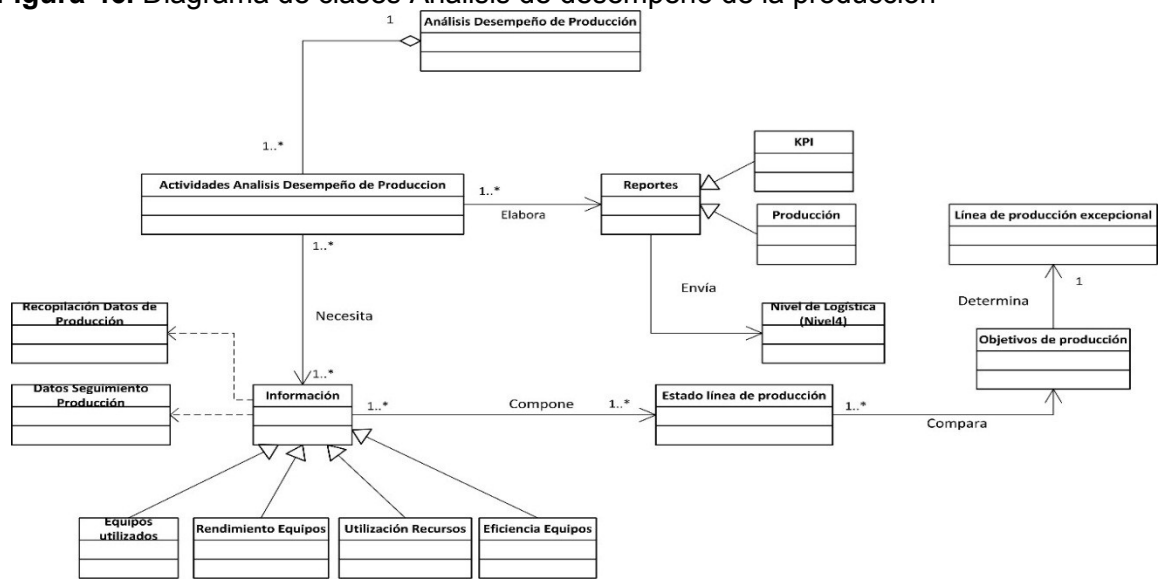 Figura Diagrama de clases Análisis de desempeño de la producción
1
Análisis Desempeño de Producción
1..*
KPI
Actividades Analisis Desempeño de Produccion
1..*
Elabora
Reportes
Producción
Línea de producción excepcional
1..*
Envía
1
Determina
Recopilación Datos de
Producción
Necesita
Nivel de Logística
(Nivel4)
Objetivos de producción
1..*
Datos Seguimiento
Producción
Información
1..*
Compone
1..*
Estado línea de producción
1..*
Compara
Equipos
utilizados
Rendimiento Equipos
Utilización Recursos
Eficiencia Equipos